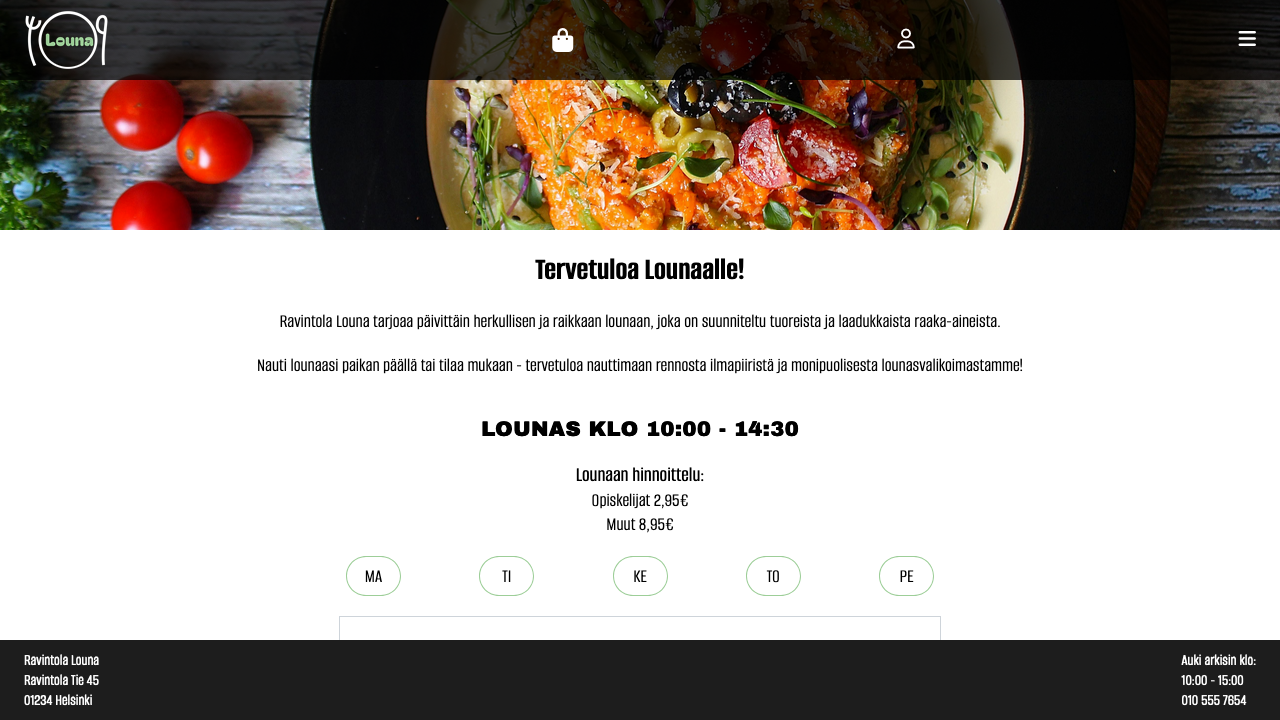 Louna
Tervetuloa Lounaalle!
Ravintola Louna tarjoaa päivittäin herkullisen ja raikkaan lounaan, joka on suunniteltu tuoreista ja laadukkaista raaka-aineista.
Nauti lounaasi paikan päällä tai tilaa mukaan - tervetuloa nauttimaan rennosta ilmapiiristä ja monipuolisesta lounasvalikoimastamme!
LOUNAS KLO 10:00 - 14:30
Lounaan hinnoittelu:
Opiskelijat 2,95€
Muut 8,95€
MA TI KE TO PE
Ravintola Louna
Ravintola Tie 45
01234 Helsinki
Auki arkisin klo:
10:00 - 15:00
010 555 7654